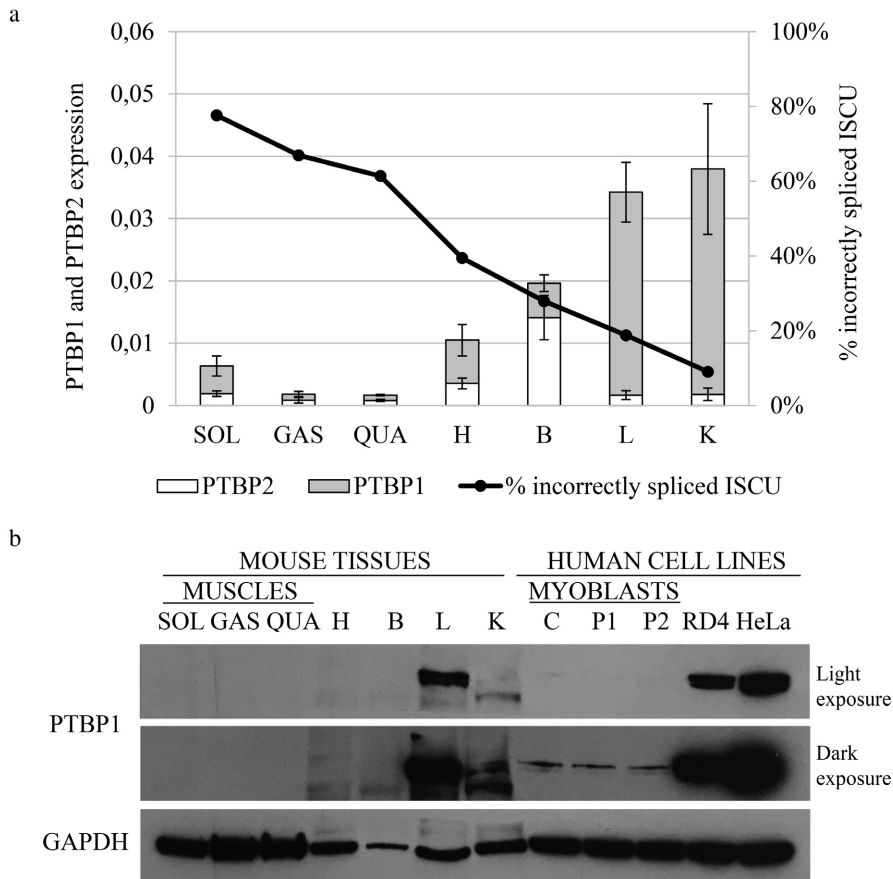 a
0,06
0,05
0,04
0,03
0,02
0,01
0
PTBP1 and PTBP2 expression
100%
80%
60%
40%
20%
0%
% incorrectly spliced ISCU
SOL GAS QUA H B L K
PTBP2 PTBP1 % incorrectly spliced ISCU
b
MOUSE TISSUES HUMAN CELL LINES
MUSCLES MYOBLASTS
SOL GAS QUA H B L K C P1 P2 RD4 HeLa
PTBP1
Light
exposure
Dark
exposure
GAPDH